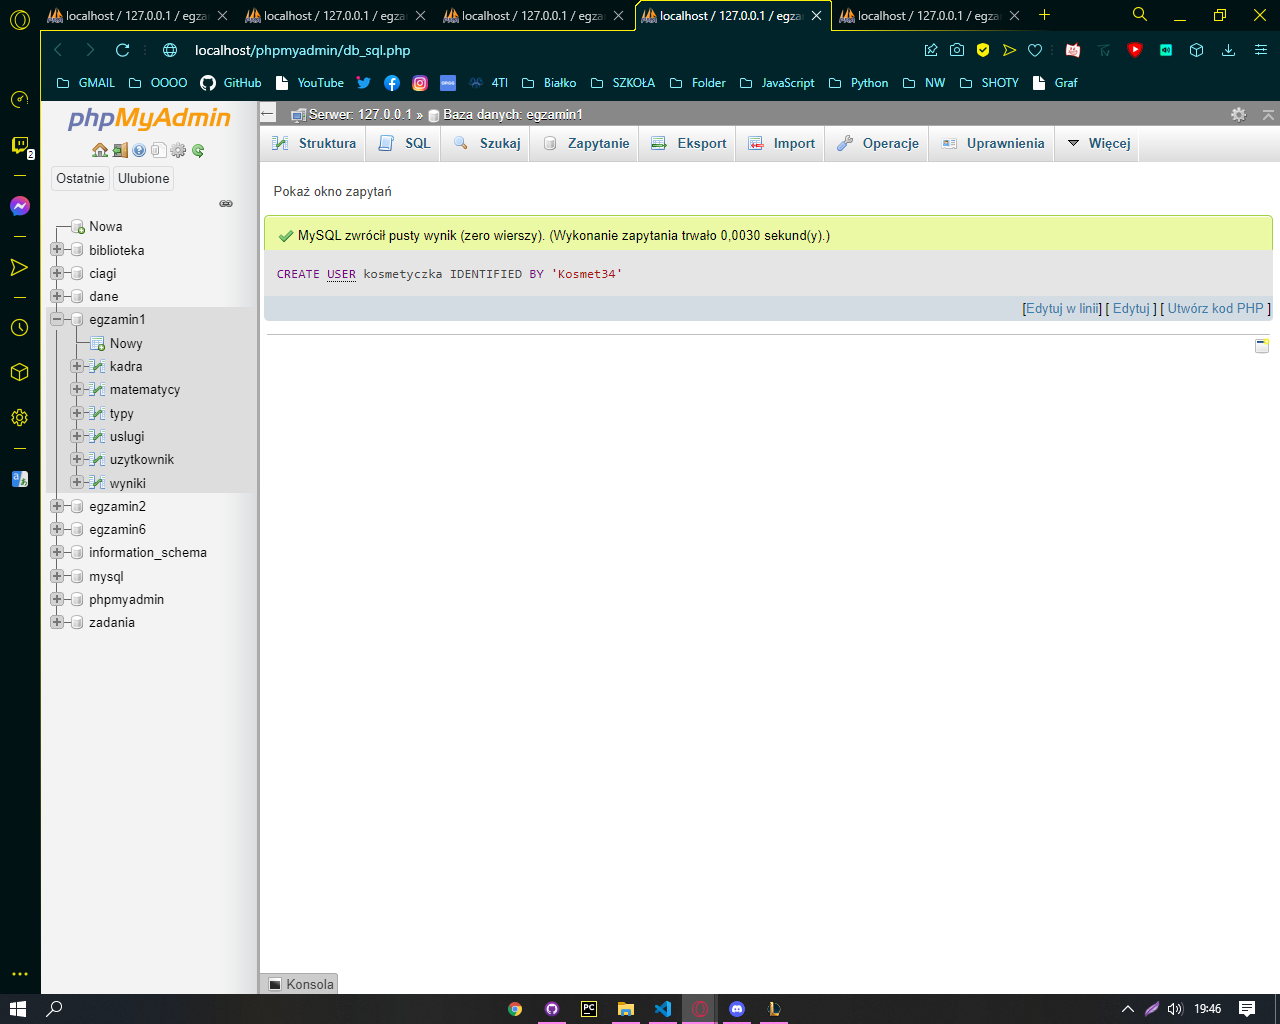 localhost / 127.0.0.1 / egza
localhost / 127.0.0.1 / egza
localhost / 127.0.0.1 / egza
localhost / 127.0.0.1 / egza
localhost / 127.0.0.1 / egza
localhost/phpmyadmin/db_sql.php
GMAIL
OOOO
GitHub
YouTube
4TI
Białko
SZKOŁA
Folder
JavaScript
Python
NW
SHOTY
Graf
2
phpMyAdmin
Ostatnie
Ulubione
Nowa
biblioteka
ciagi
dane
egzamin1
Nowy
kadra
matematycy
typy
uslugi
uzytkownik
wyniki
egzamin2
egzamin6
information_schema
mysql
phpmyadmin
zadania
Serwer: 127.0.0.1 » Baza danych: egzamin1
Struktura
SQL
Szukaj
Zapytanie
Eksport
Import
Operacje
Uprawnienia
Więcej
Pokaż okno zapytań
MySQL zwrócił pusty wynik (zero wierszy). (Wykonanie zapytania trwało 0,0030 sekund(y).)
CREATE USER kosmetyczka IDENTIFIED BY 'Kosmet34'
[Edytuj w linii] [ Edytuj ] [ Utwórz kod PHP ]
Konsola
PC
19:46